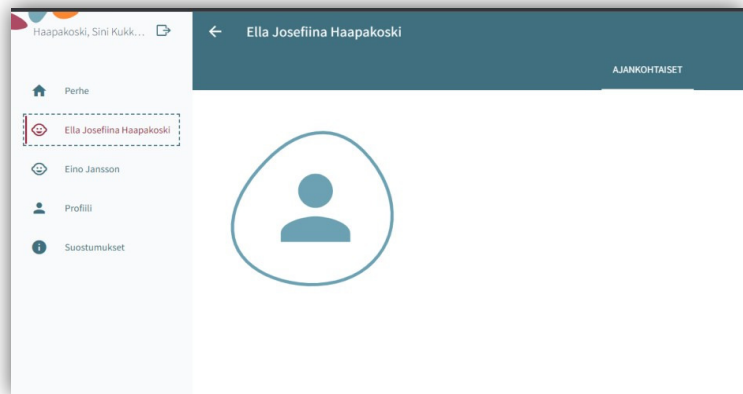 Haapakoski, Sini Kukk...
Perhe
Ella Josefiina Haapakoski
Eino Jansson
Profiili
Suostumukset
Ella Josefiina Haapakoski
AJANKOHTAISET